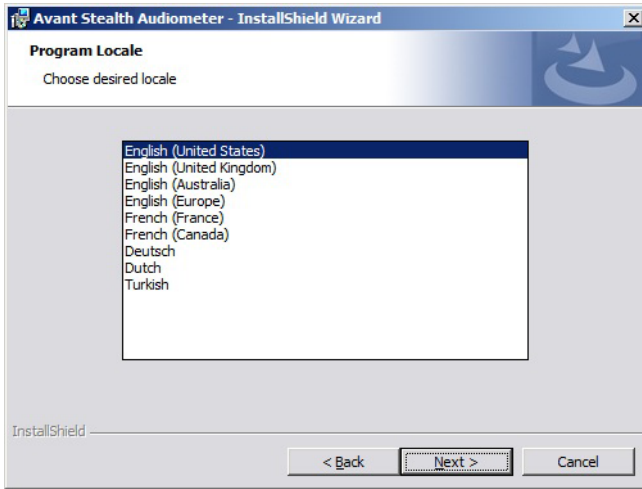 Avant Stealth Audiometer - InstallShield Wizard
Program Locale
Choose desired locale
English (United States)
English (United Kingdom)
English (Australia)
English (Europe)
French (France)
French (Canada)
Deutsch
Dutch
Turkish
InstallShield
< Back
Next >
Cancel